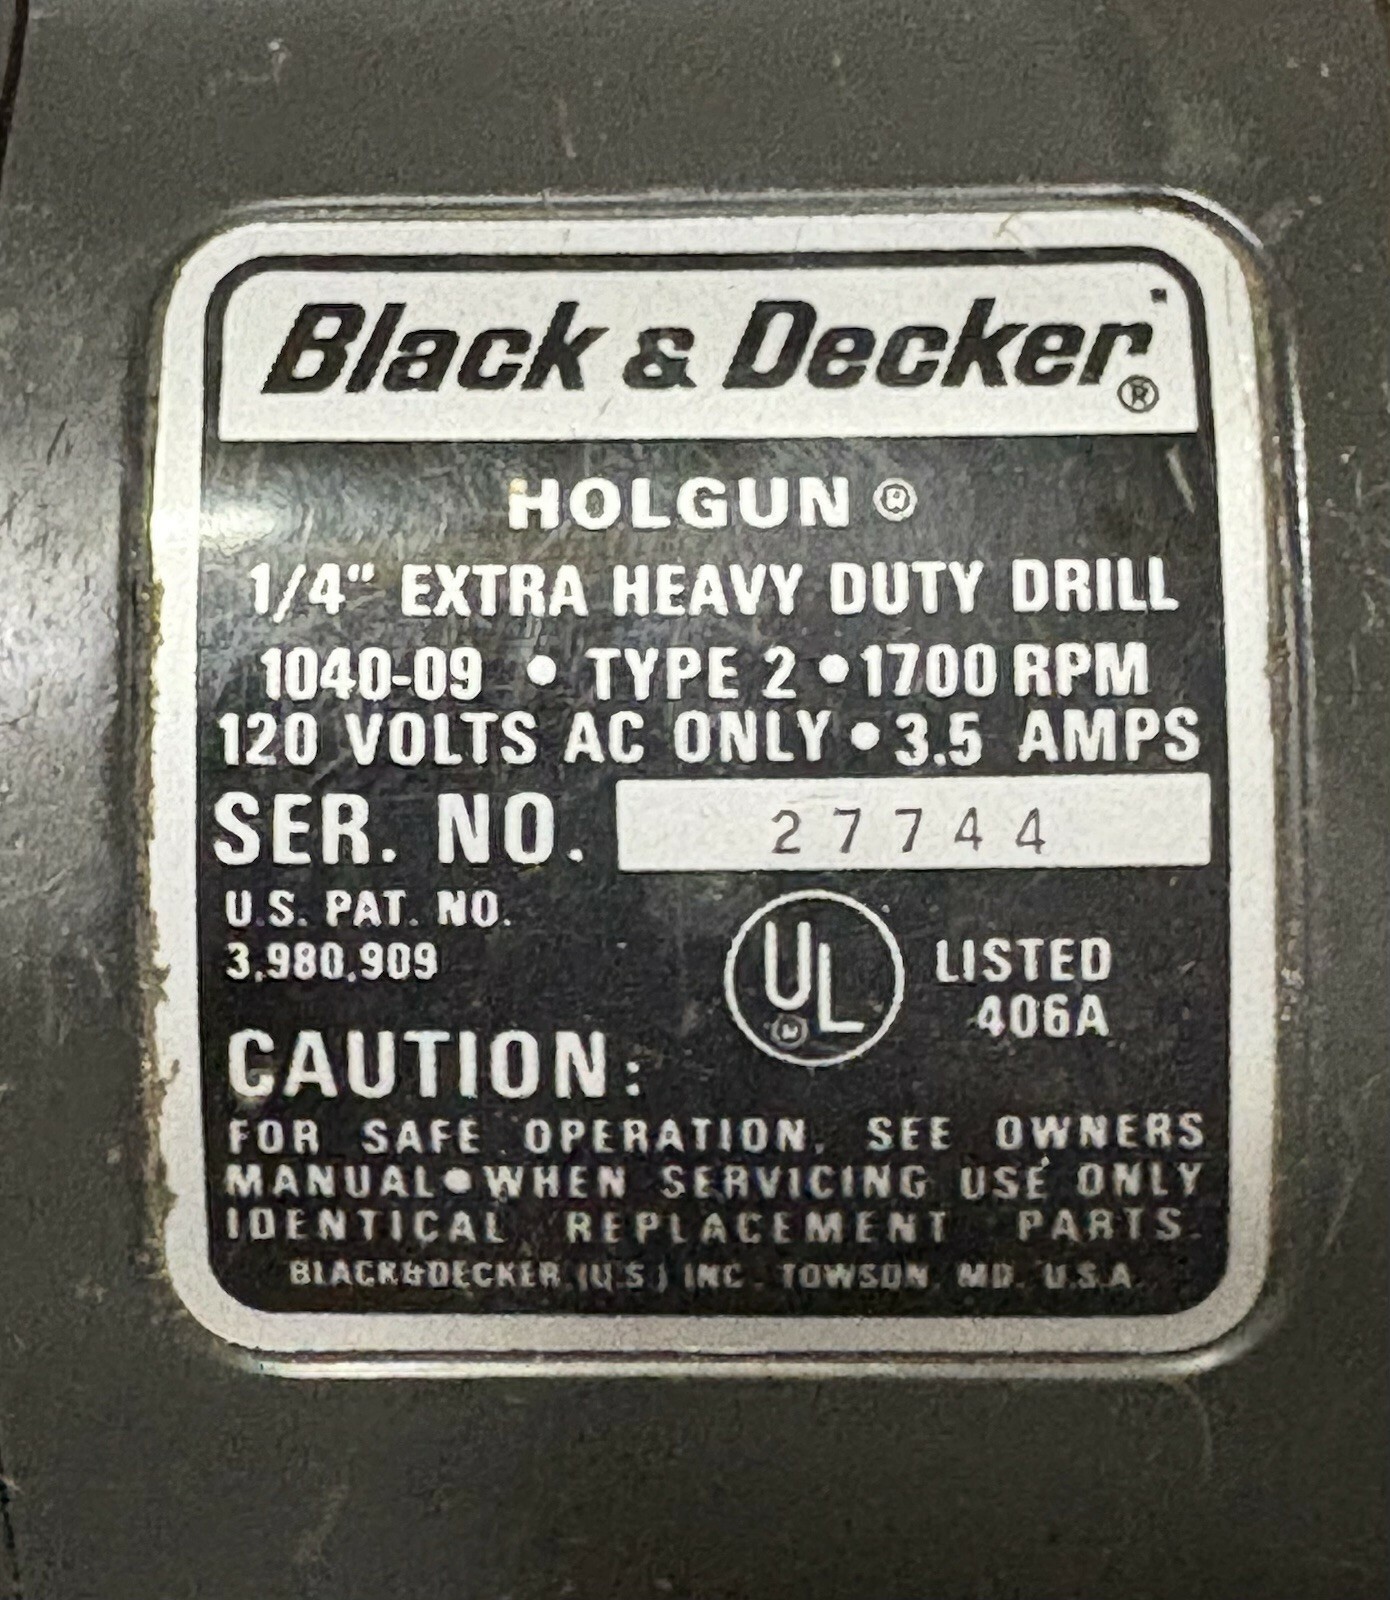 Black & Decker®
HOLGUN ®
1/4" EXTRA HEAVY DUTY DRILL
1040-09 • TYPE 2 • 1700 RPM
120 VOLTS AC ONLY • 3.5 AMPS
SER. NO. 27744
U.S. PAT. NO.
3,980,909
UL®
LISTED
406A
CAUTION:
FOR SAFE OPERATION, SEE OWNERS
MANUAL • WHEN SERVICING USE ONLY
IDENTICAL REPLACEMENT PARTS.
BLACK&DECKER (U.S.) INC. TOWSON, MD. U.S.A.